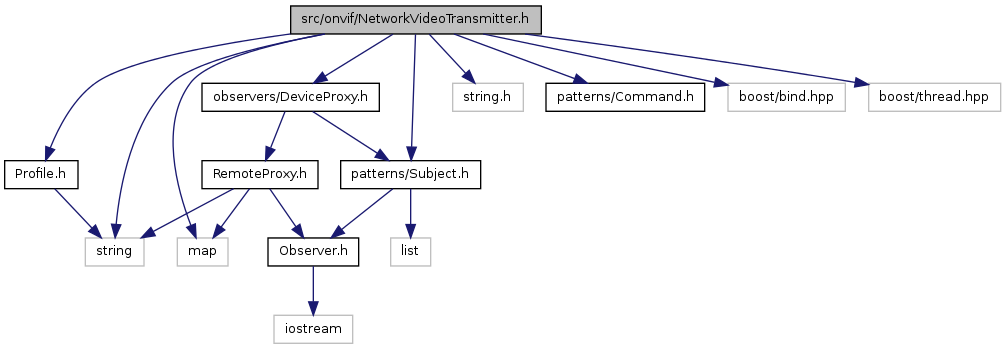 src/onvif/NetworkVideoTransmitter.h
observers/DeviceProxy.h
string.h
patterns/Command.h
boost/bind.hpp
boost/thread.hpp
Profile.h
RemoteProxy.h
patterns/Subject.h
string
map
Observer.h
list
iostream